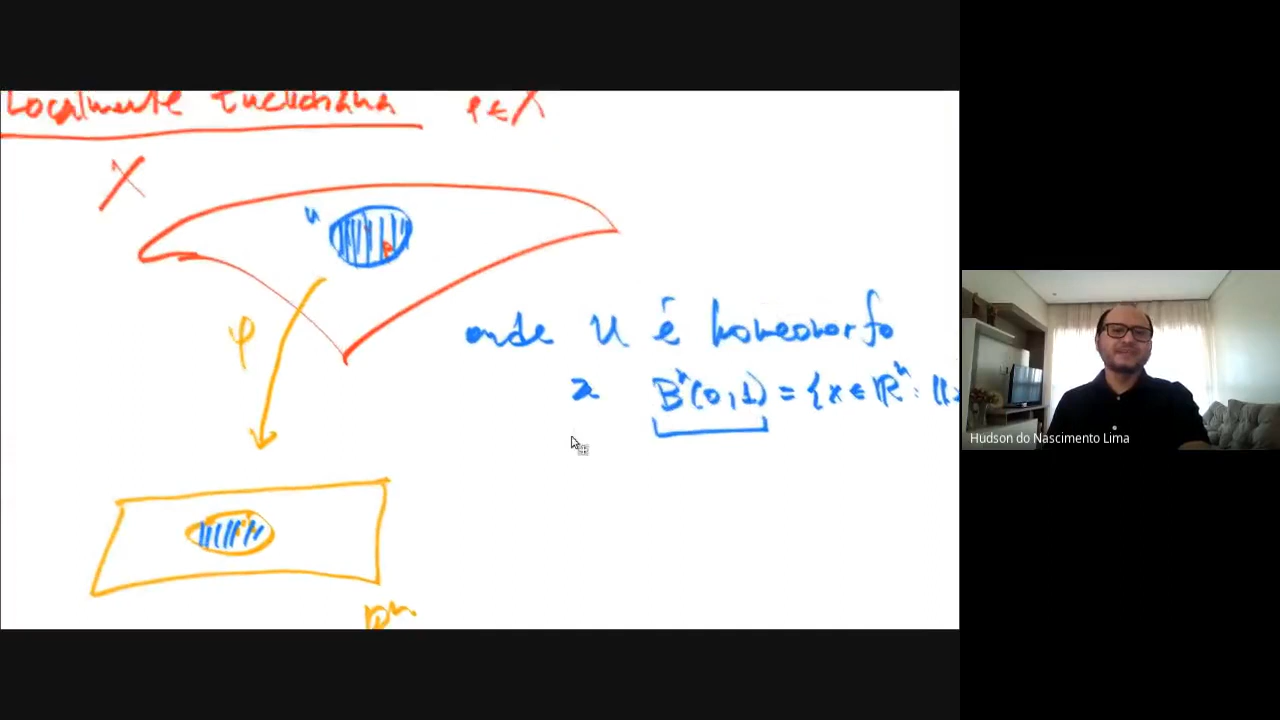 Localmente Euclidiana p ∈ X
X
U
p
φ
onde U é homeomorfo
a Bⁿ(0,1) = {x ∈ ℝⁿ : ||x
ℝⁿ
Hudson do Nascimento Lima